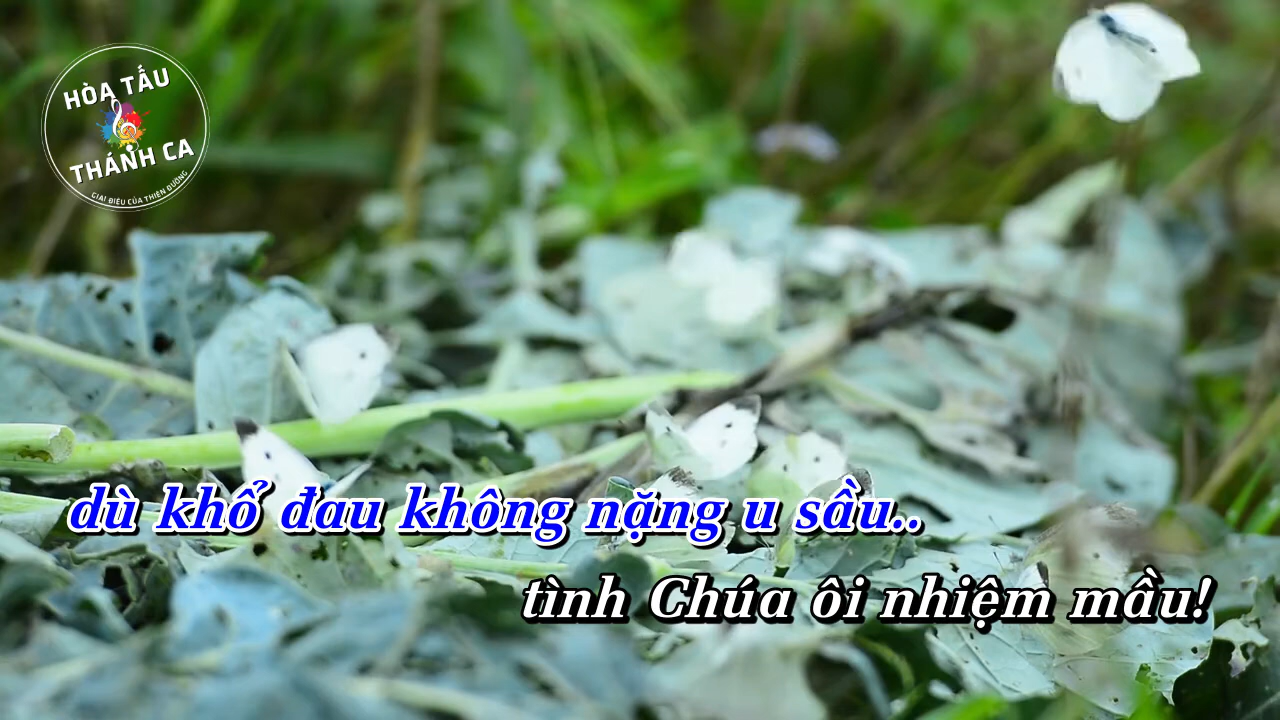 HÒA TẤU
THÁNH CA
GIAI ĐIỆU CỦA THIÊN ĐƯỜNG
dù khổ đau không nặng u sầu..
tình Chúa ôi nhiệm mầu!